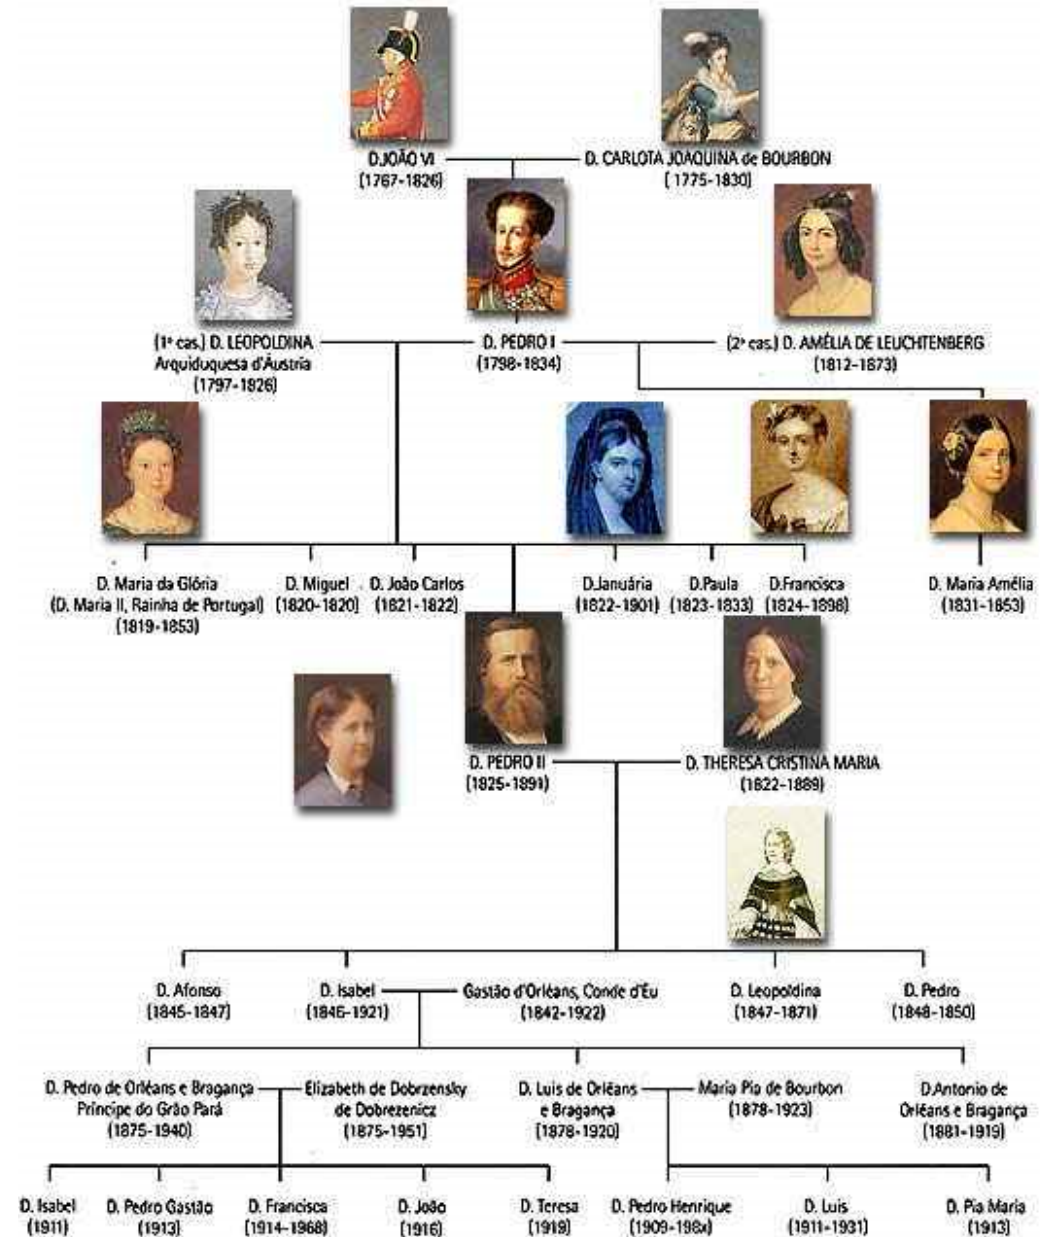 D.JOÃO VI
(1767-1826)
D. CARLOTA JOAQUINA de BOURBON
( 1775-1830)
(1ª cas.) D. LEOPOLDINA
Arquiduquesa d'Áustria
(1797-1826)
D. PEDRO I
(1798-1834)
(2ª cas.) D. AMÉLIA DE LEUCHTENBERG
(1812-1873)
D. Maria da Glória
(D. Maria II, Rainha de Portugal)
(1819-1853)
D. Miguel
(1820-1820)
D. João Carlos
(1821-1822)
D.Januária
(1822-1901)
D.Paula
(1823-1833)
D.Francisca
(1824-1898)
D. Maria Amélia
(1831-1853)
D. PEDRO II
(1825-1891)
D. THERESA CRISTINA MARIA
(1822-1889)
D. Afonso
(1845-1847)
D. Isabel
(1846-1921)
Gastão d'Orléans, Conde d'Eu
(1842-1922)
D. Leopoldina
(1847-1871)
D. Pedro
(1848-1850)
D. Pedro de Orléans e Bragança
Príncipe do Grão Pará
(1875-1940)
Elizabeth de Dobrzensky
de Dobrezenicz
(1875-1951)
D. Luis de Orléans
e Bragança
(1878-1920)
Maria Pia de Bourbon
(1878-1923)
D.Antonio de
Orléans e Bragança
(1881-1919)
D. Isabel
(1911)
D. Pedro Gastão
(1913)
D. Francisca
(1914-1968)
D. João
(1916)
D. Teresa
(1919)
D. Pedro Henrique
D. Luis
(1911-1931)
D. Pia Maria
(1913)